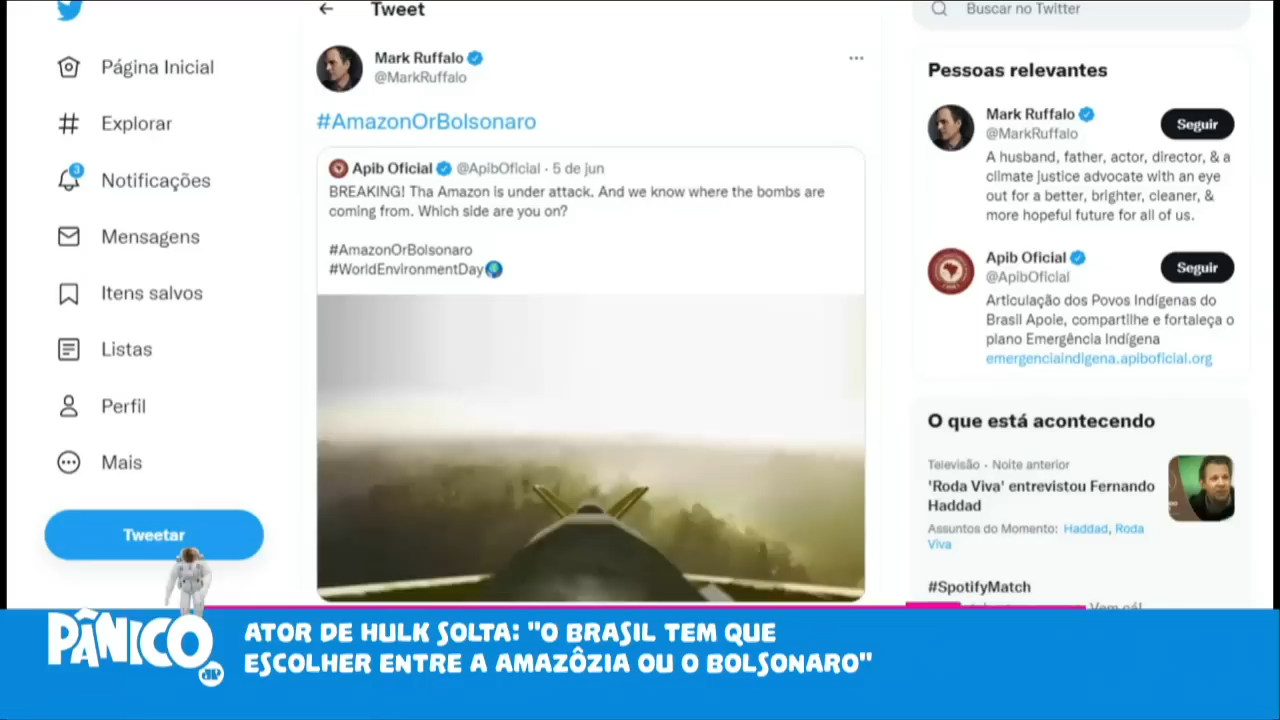 Tweet
Buscar no Twitter
Página Inicial
Explorar
3
Notificações
Mensagens
Itens salvos
Listas
Perfil
Mais
Tweetar
Mark Ruffalo
@MarkRuffalo
#AmazonOrBolsonaro
Apib Oficial @ApibOficial · 5 de jun
BREAKING! Tha Amazon is under attack. And we know where the bombs are
coming from. Which side are you on?
#AmazonOrBolsonaro
#WorldEnvironmentDay
Pessoas relevantes
Mark Ruffalo
@MarkRuffalo
Seguir
A husband, father, actor, director, & a
climate justice advocate with an eye
out for a better, brighter, cleaner, &
more hopeful future for all of us.
Apib Oficial
@ApibOficial
Seguir
Articulação dos Povos Indígenas do
Brasil Apoie, compartilhe e fortaleça o
plano Emergência Indígena
emergenciaindigena.apiboficial.org
O que está acontecendo
Televisão · Noite anterior
'Roda Viva' entrevistou Fernando
Haddad
Assuntos do Momento: Haddad, Roda
Viva
#SpotifyMatch
PÂNICO
JP
ATOR DE HULK SOLTA: "O BRASIL TEM QUE
ESCOLHER ENTRE A AMAZÔZIA OU O BOLSONARO"